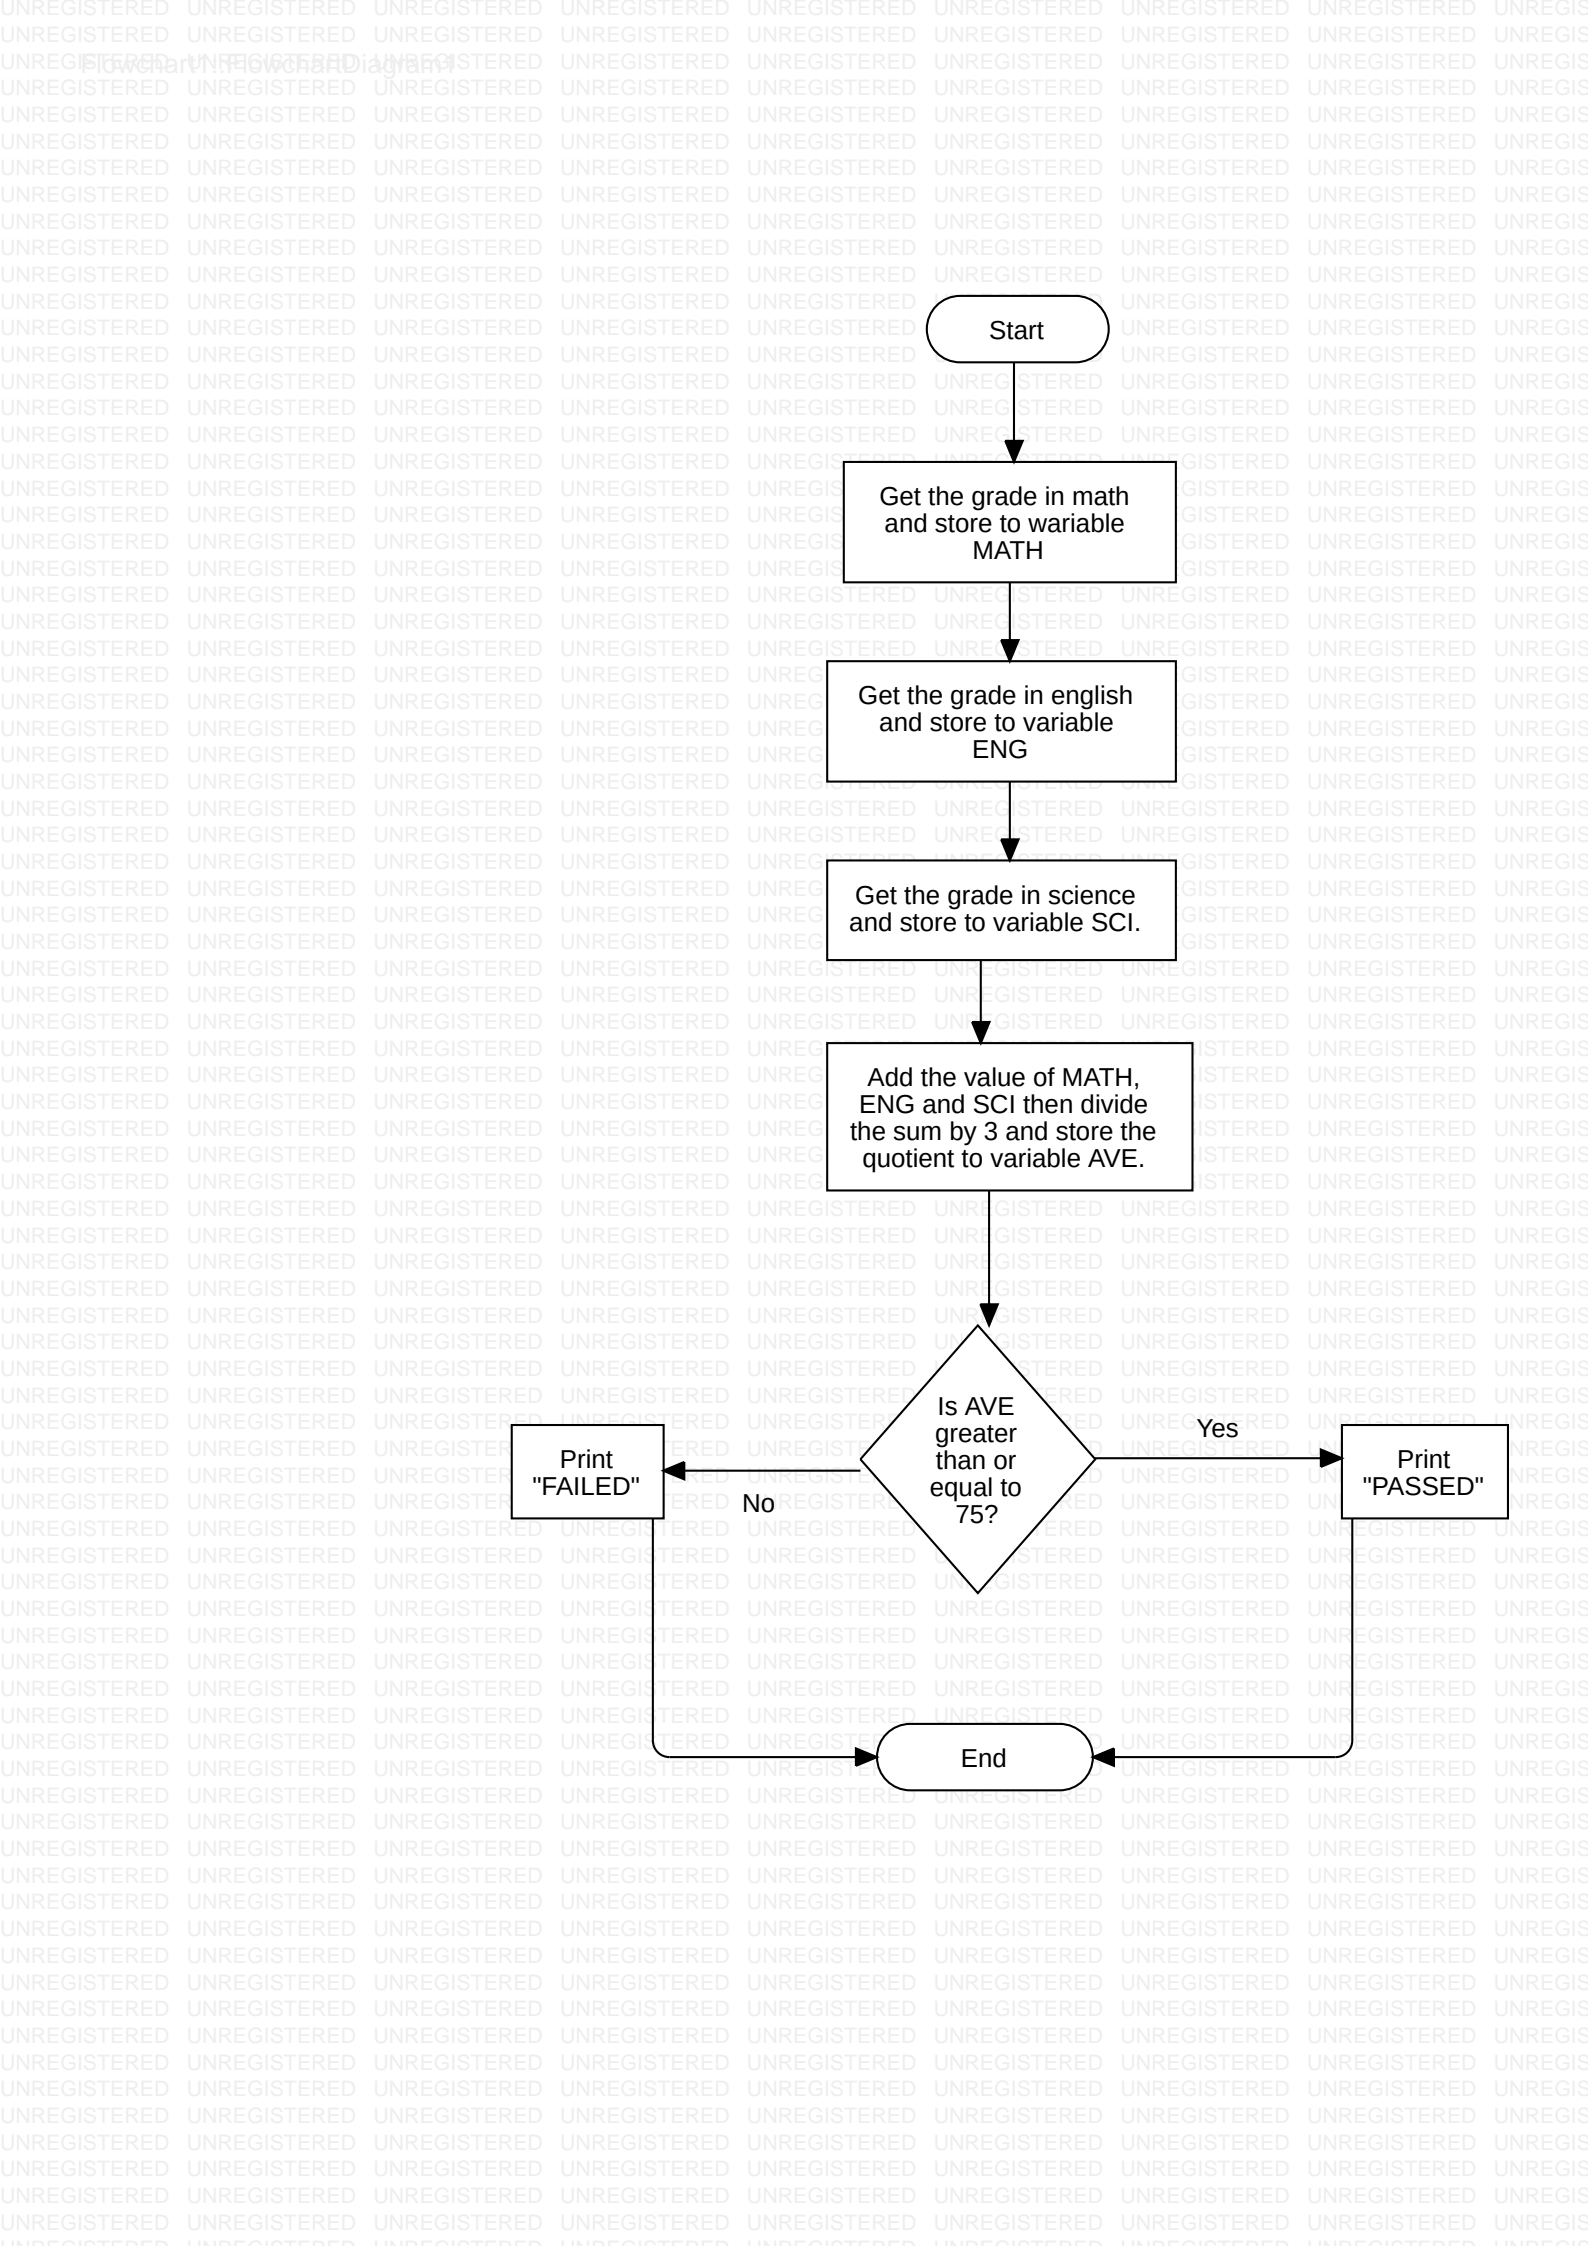 Flowchart1::FlowchartDiagram1
Start
Get the grade in math
and store to wariable
MATH
Get the grade in english
and store to variable
ENG
Get the grade in science
and store to variable SCI.
Add the value of MATH,
ENG and SCI then divide
the sum by 3 and store the
quotient to variable AVE.
Is AVE
greater
than or
equal to
75?
No
Yes
Print
"FAILED"
Print
"PASSED"
End
UNREGISTERED